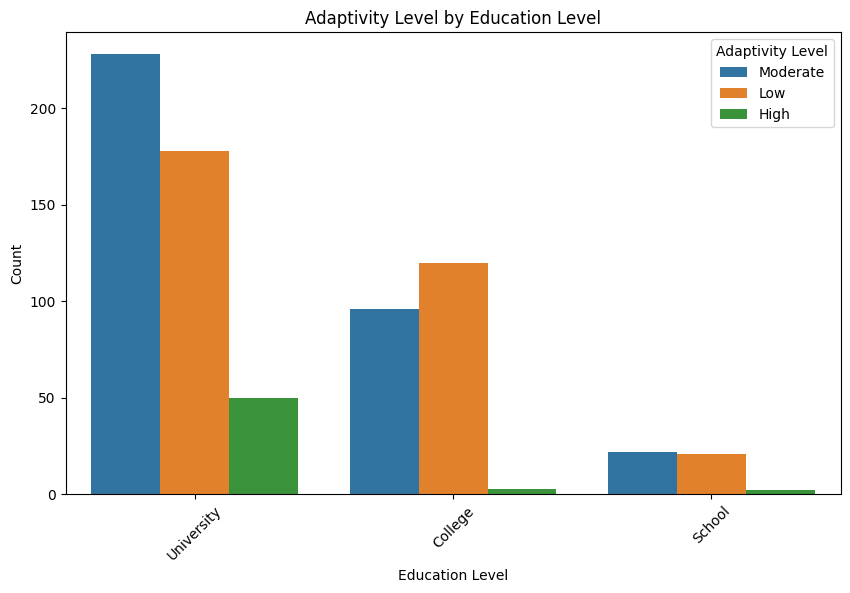 Adaptivity Level by Education Level
Adaptivity Level
Moderate
Low
High
200
150
100
50
0
Count
University
College
School
Education Level